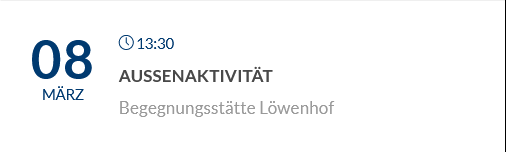 08
MÄRZ
13:30
AUSSENAKTIVITÄT
Begegnungsstätte Löwenhof